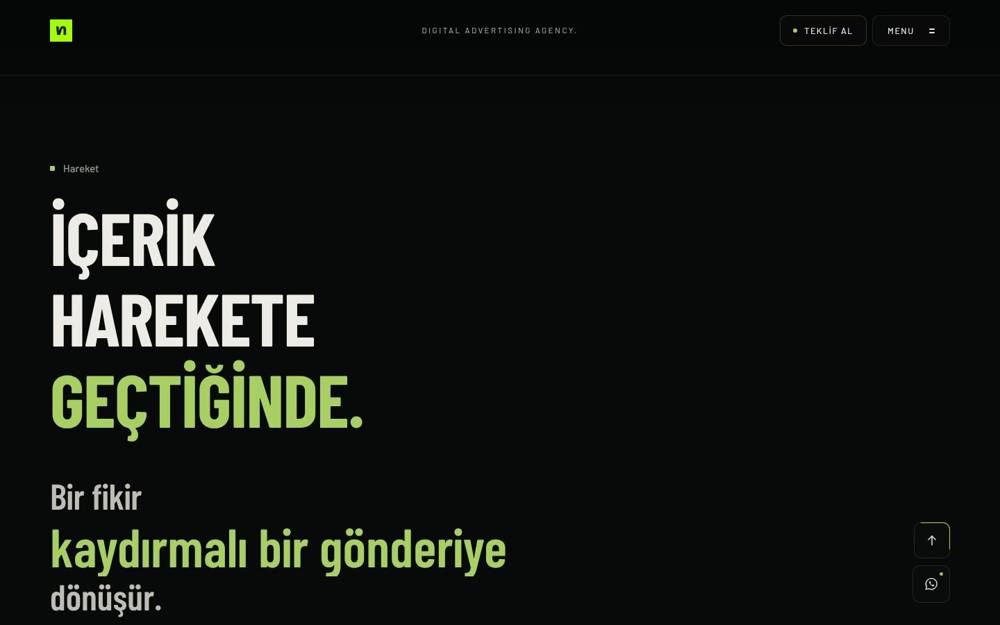 n
DIGITAL ADVERTISING AGENCY.
TEKLİF AL
MENU
Hareket
İÇERİK
HAREKETE
GEÇTİĞİNDE.
Bir fikir
kaydırmalı bir gönderiye
dönüşür.